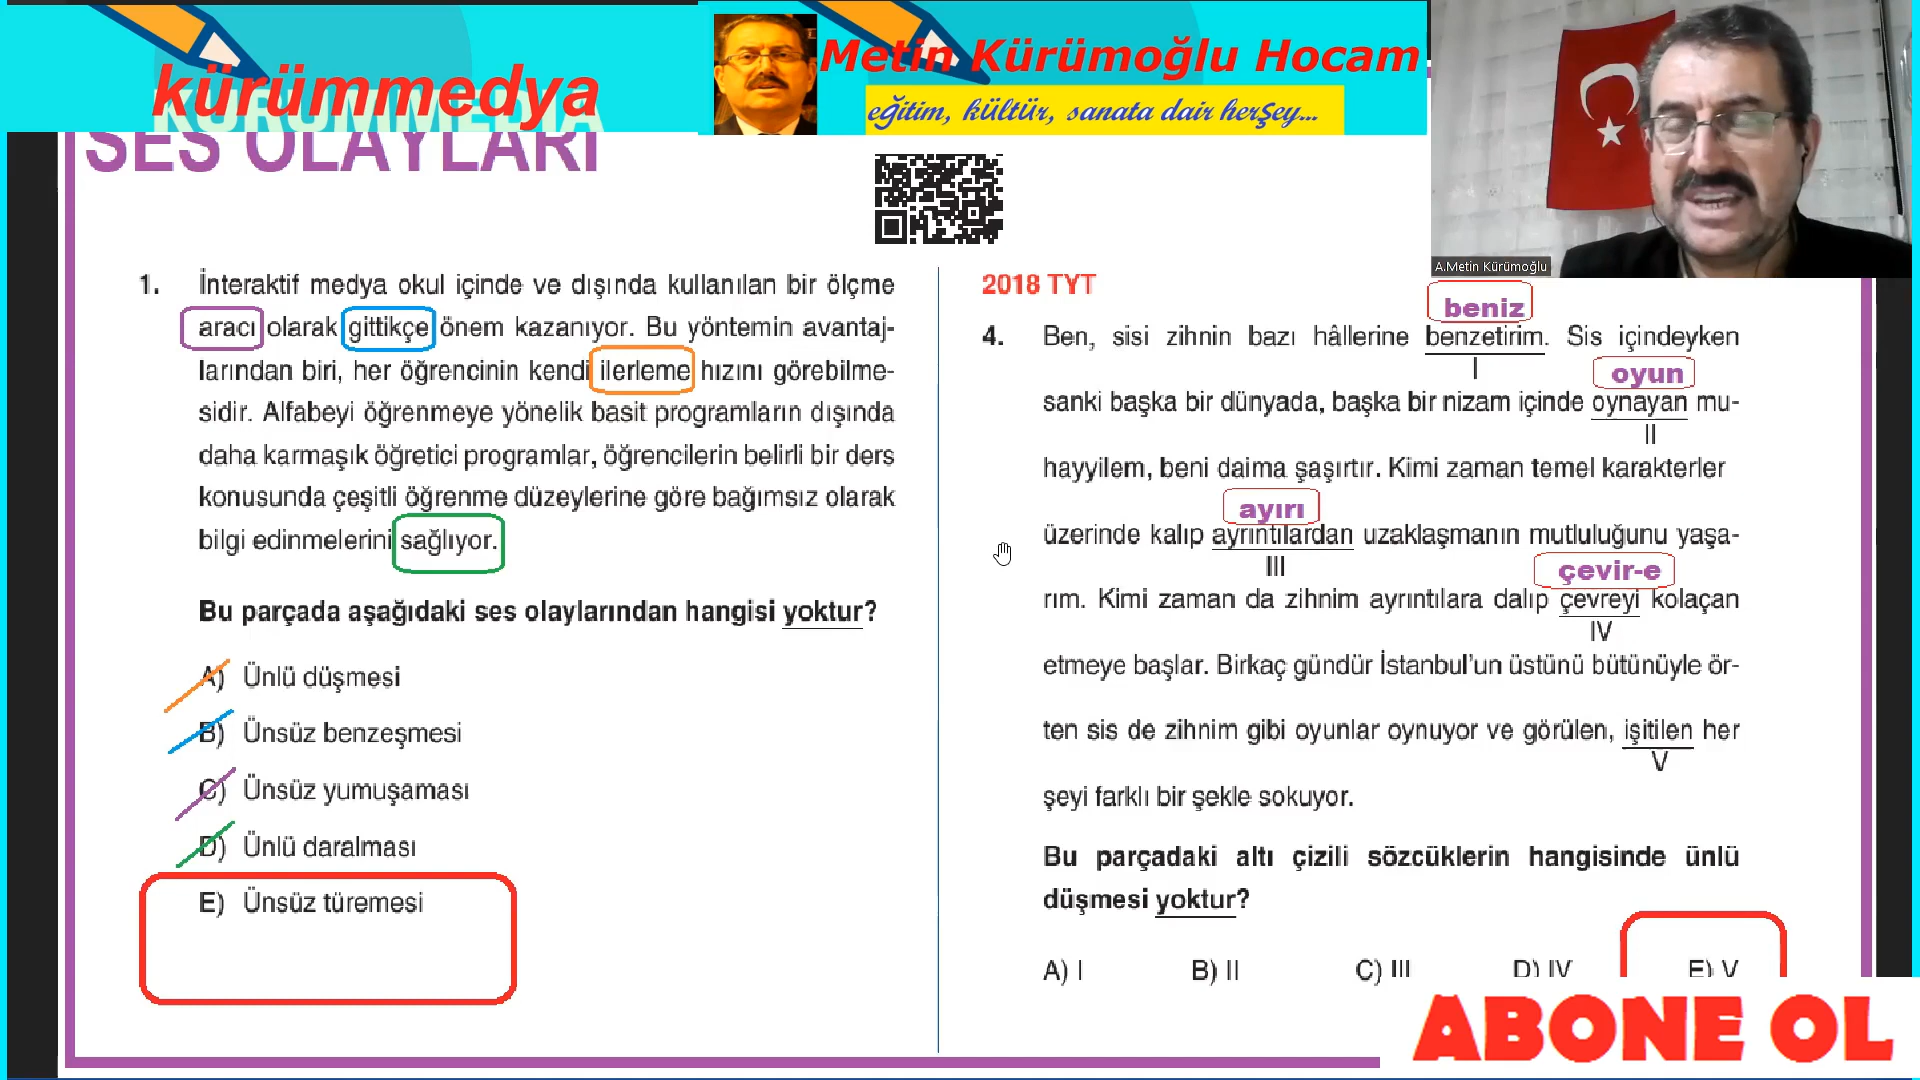 kürümmedya
KÜRÜMMEDİA
SES OLAYLARI
Metin Kürümoğlu Hocam
eğitim, kültür, sanata dair herşey...
A.Metin Kürümoğlu
1. İnteraktif medya okul içinde ve dışında kullanılan bir ölçme
aracı olarak gittikçe önem kazanıyor. Bu yöntemin avantaj-
larından biri, her öğrencinin kendi ilerleme hızını görebilme-
sidir. Alfabeyi öğrenmeye yönelik basit programların dışında
daha karmaşık öğretici programlar, öğrencilerin belirli bir ders
konusunda çeşitli öğrenme düzeylerine göre bağımsız olarak
bilgi edinmelerini sağlıyor.
Bu parçada aşağıdaki ses olaylarından hangisi yoktur?
A) Ünlü düşmesi
B) Ünsüz benzeşmesi
C) Ünsüz yumuşaması
D) Ünlü daralması
E) Ünsüz türemesi
2018 TYT
beniz
4. Ben, sisi zihnin bazı hâllerine benzetirim. Sis içindeyken
I
oyun
sanki başka bir dünyada, başka bir nizam içinde oynayan mu-
II
hayyilem, beni daima şaşırtır. Kimi zaman temel karakterler
ayırı
üzerinde kalıp ayrıntılardan uzaklaşmanın mutluluğunu yaşa-
III
çevir-e
rım. Kimi zaman da zihnim ayrıntılara dalıp çevreyi kolaçan
IV
etmeye başlar. Birkaç gündür İstanbul'un üstünü bütünüyle ör-
ten sis de zihnim gibi oyunlar oynuyor ve görülen, işitilen her
V
şeyi farklı bir şekle sokuyor.
Bu parçadaki altı çizili sözcüklerin hangisinde ünlü
düşmesi yoktur?
A) I B) II C) III D) IV E) V
ABONE OL